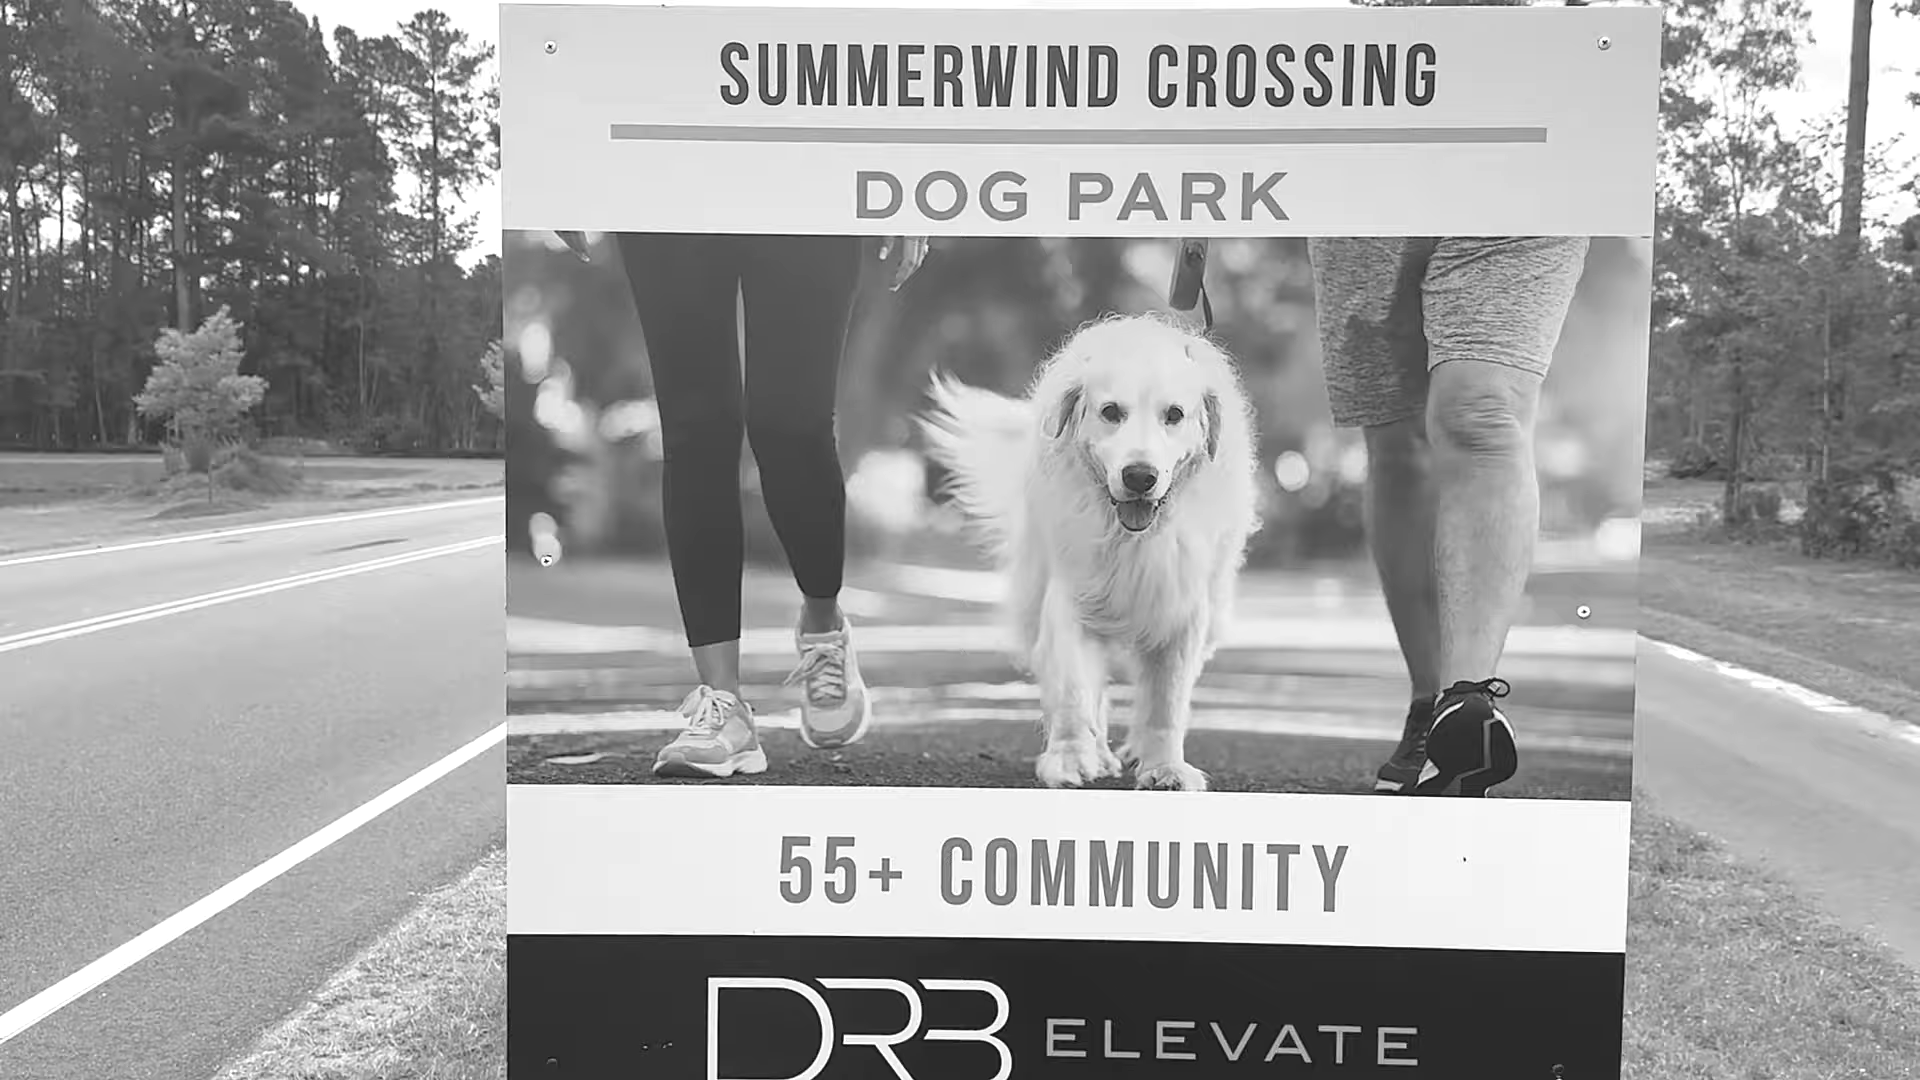 SUMMERWIND CROSSING
DOG PARK
55+ COMMUNITY
DRB ELEVATE